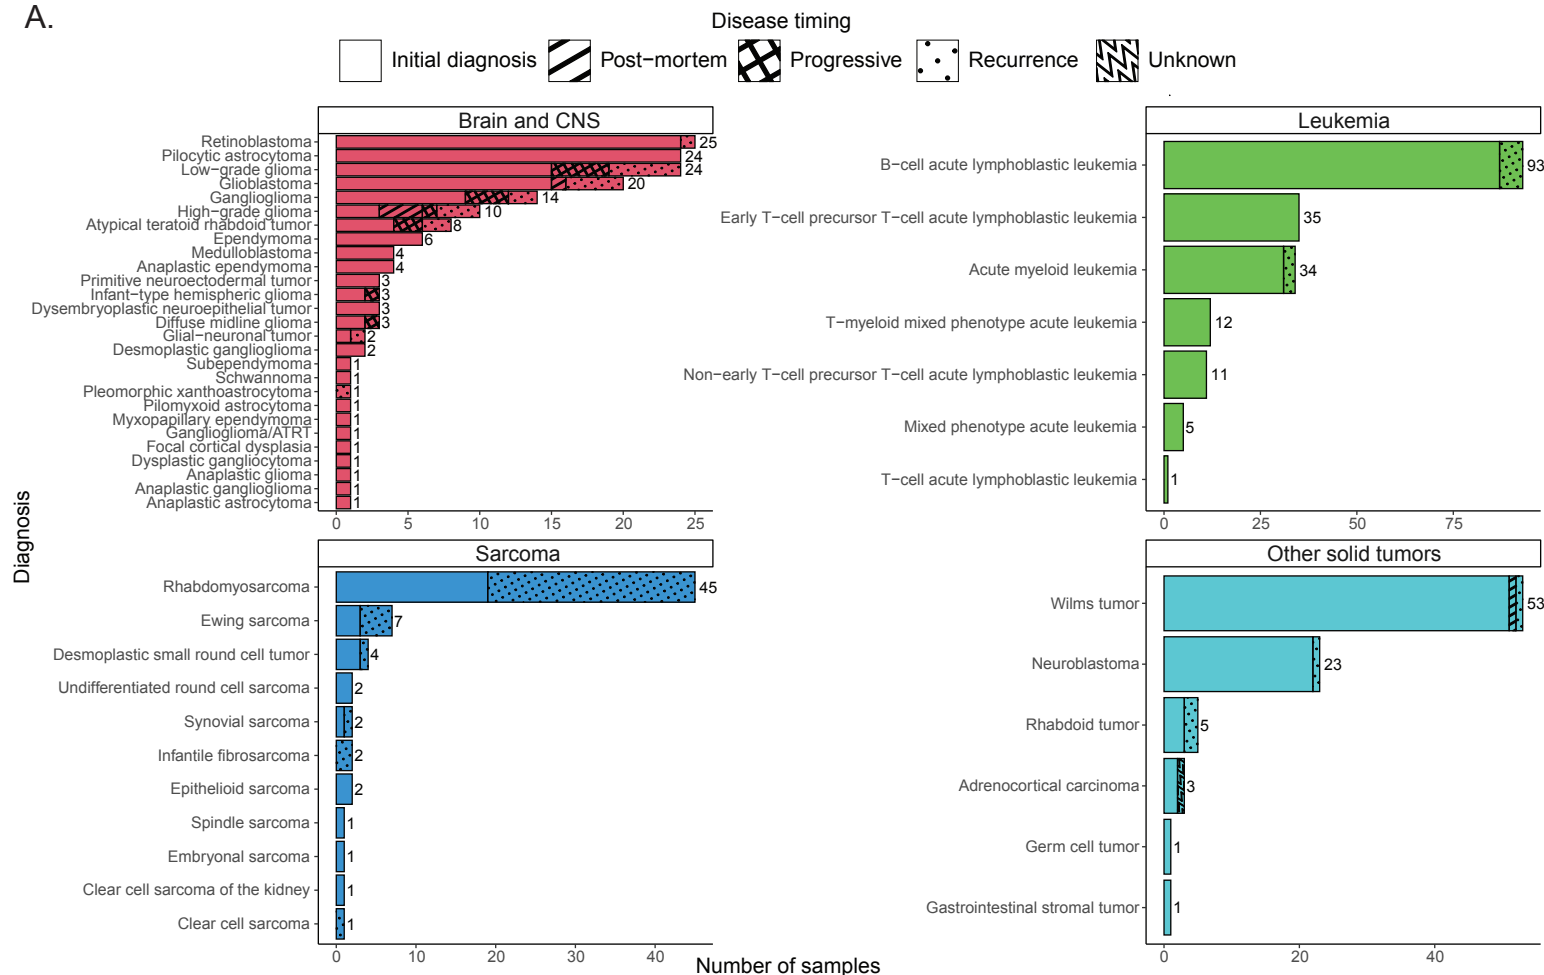 A.
Disease timing
Initial diagnosis
Post−mortem
Progressive
Recurrence
Unknown
Diagnosis
Brain and CNS
Retinoblastoma 25
Pilocytic astrocytoma 24
Low−grade glioma 24
Glioblastoma 20
Ganglioglioma 14
High−grade glioma 10
Atypical teratoid rhabdoid tumor 8
Ependymoma 6
Medulloblastoma 4
Anaplastic ependymoma 4
Primitive neuroectodermal tumor 3
Infant−type hemispheric glioma 3
Dysembryoplastic neuroepithelial tumor 3
Diffuse midline glioma 3
Glial−neuronal tumor 2
Desmoplastic ganglioglioma 2
Subependymoma 1
Schwannoma 1
Pleomorphic xanthoastrocytoma 1
Pilomyxoid astrocytoma 1
Myxopapillary ependymoma 1
Ganglioglioma/ATRT 1
Focal cortical dysplasia 1
Dysplastic gangliocytoma 1
Anaplastic glioma 1
Anaplastic ganglioglioma 1
Anaplastic astrocytoma 1
0 5 10 15 20 25
Leukemia
B−cell acute lymphoblastic leukemia 93
Early T−cell precursor T−cell acute lymphoblastic leukemia 35
Acute myeloid leukemia 34
T−myeloid mixed phenotype acute leukemia 12
Non−early T−cell precursor T−cell acute lymphoblastic leukemia 11
Mixed phenotype acute leukemia 5
T−cell acute lymphoblastic leukemia 1
0 25 50 75
Sarcoma
Rhabdomyosarcoma 45
Ewing sarcoma 7
Desmoplastic small round cell tumor 4
Undifferentiated round cell sarcoma 2
Synovial sarcoma 2
Infantile fibrosarcoma 2
Epithelioid sarcoma 2
Spindle sarcoma 1
Embryonal sarcoma 1
Clear cell sarcoma of the kidney 1
Clear cell sarcoma 1
0 10 20 30 40
Other solid tumors
Wilms tumor 53
Neuroblastoma 23
Rhabdoid tumor 5
Adrenocortical carcinoma 3
Germ cell tumor 1
Gastrointestinal stromal tumor 1
0 20 40
Number of samples